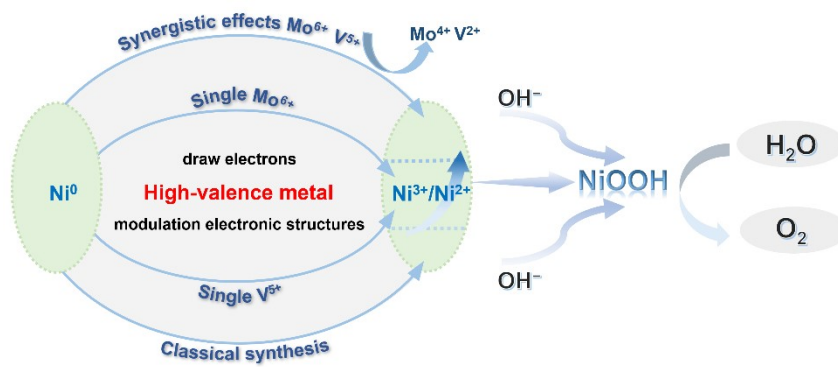 Synergistic effects Mo⁶⁺ V⁵⁺
Mo⁴⁺ V²⁺
Single Mo⁶⁺
draw electrons
High-valence metal
modulation electronic structures
Single V⁵⁺
Classical synthesis
Ni⁰
Ni³⁺/Ni²⁺
OH⁻
NiOOH
OH⁻
H₂O
O₂